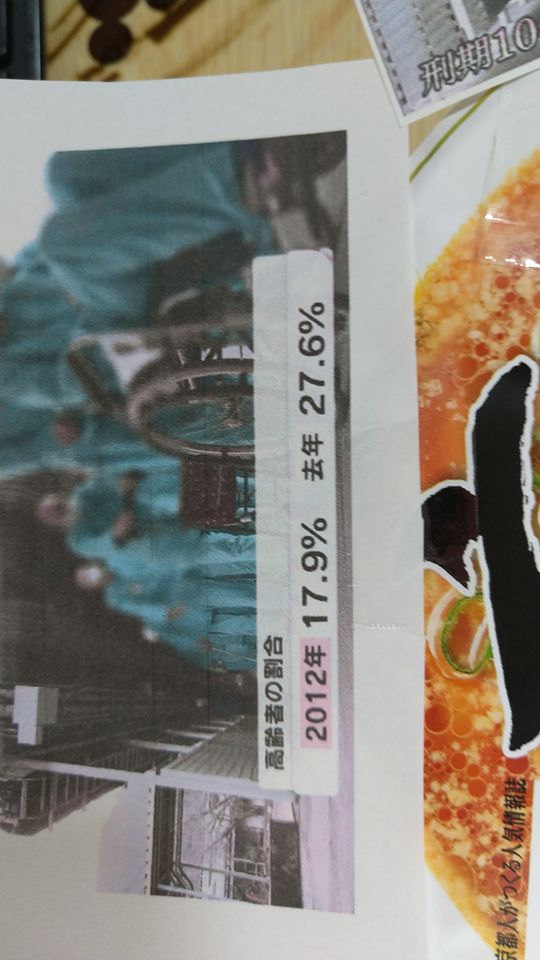 刑期10
高齢者の割合
2012年 17.9% 去年 27.6%
京都人がつくる人気情報誌